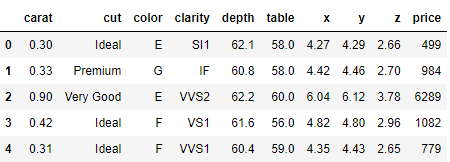 carat cut color clarity depth table x y z price
0 0.30 Ideal E SI1 62.1 58.0 4.27 4.29 2.66 499
1 0.33 Premium G IF 60.8 58.0 4.42 4.46 2.70 984
2 0.90 Very Good E VVS2 62.2 60.0 6.04 6.12 3.78 6289
3 0.42 Ideal F VS1 61.6 56.0 4.82 4.80 2.96 1082
4 0.31 Ideal F VVS1 60.4 59.0 4.35 4.43 2.65 779